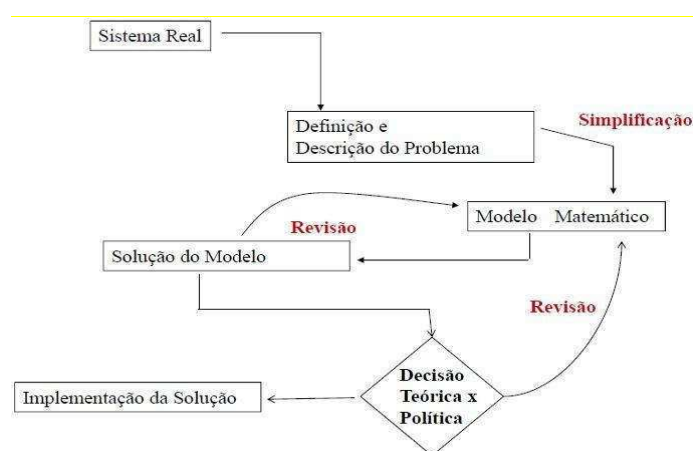 Sistema Real
Simplificação
Definição e
Descrição do Problema
Modelo Matemático
Revisão
Solução do Modelo
Revisão
Decisão
Teórica x
Política
Implementação da Solução